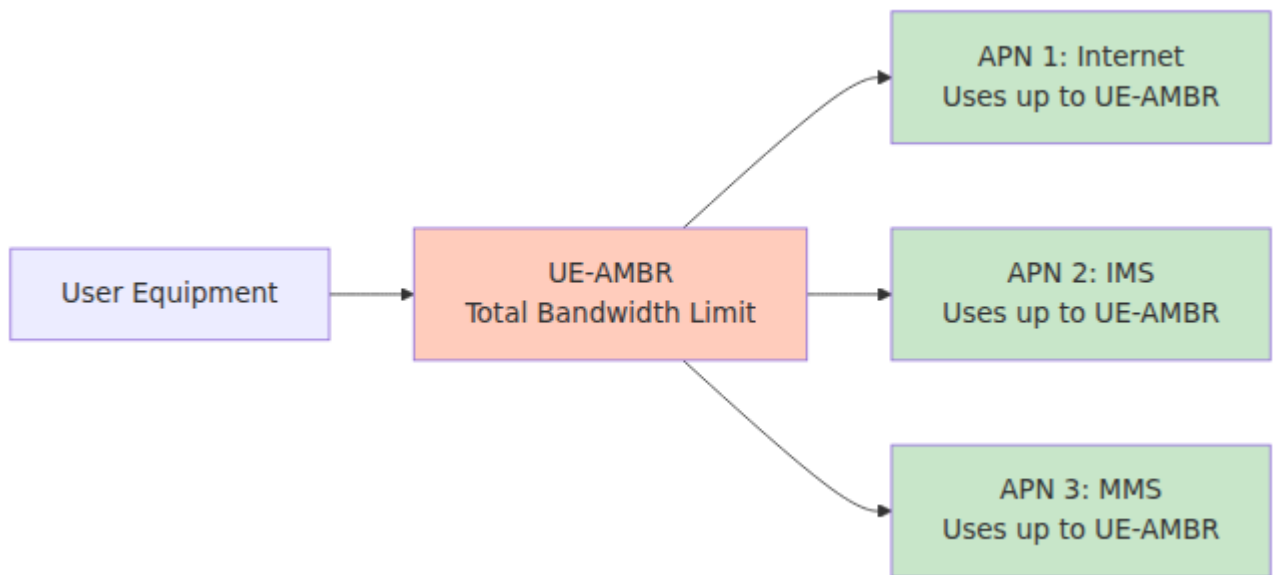 User Equipment
UE-AMBR
Total Bandwidth Limit
APN 1: Internet
Uses up to UE-AMBR
APN 2: IMS
Uses up to UE-AMBR
APN 3: MMS
Uses up to UE-AMBR